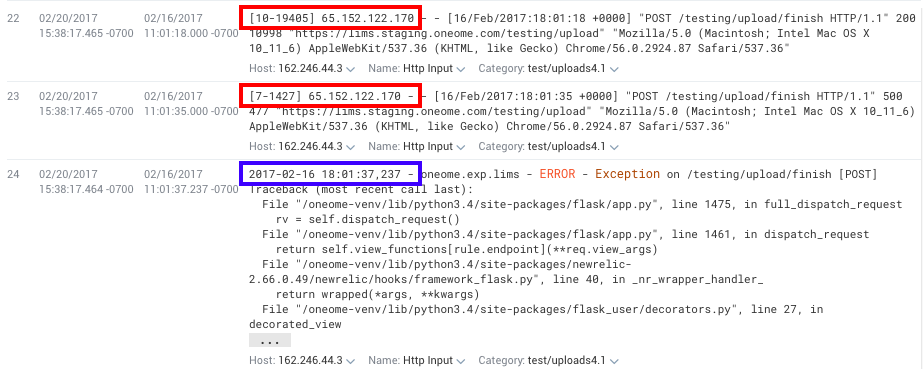 22 02/20/2017 02/16/2017 [10-19405] 65.152.122.170 - - [16/Feb/2017:18:01:18 +0000] "POST /testing/upload/finish HTTP/1.1" 200
15:38:17.465 -0700 11:01:18.000 -0700 10998 "https://lims.staging.oneome.com/testing/upload" "Mozilla/5.0 (Macintosh; Intel Mac OS X
10_11_6) AppleWebKit/537.36 (KHTML, like Gecko) Chrome/56.0.2924.87 Safari/537.36"
Host: 162.246.44.3 Name: Http Input Category: test/uploads4.1
23 02/20/2017 02/16/2017 [7-1427] 65.152.122.170 - - [16/Feb/2017:18:01:35 +0000] "POST /testing/upload/finish HTTP/1.1" 500
15:38:17.465 -0700 11:01:35.000 -0700 477 "https://lims.staging.oneome.com/testing/upload" "Mozilla/5.0 (Macintosh; Intel Mac OS X 10_11_6)
AppleWebKit/537.36 (KHTML, like Gecko) Chrome/56.0.2924.87 Safari/537.36"
Host: 162.246.44.3 Name: Http Input Category: test/uploads4.1
24 02/20/2017 02/16/2017 2017-02-16 18:01:37,237 - oneome.exp.lims - ERROR - Exception on /testing/upload/finish [POST]
15:38:17.464 -0700 11:01:37.237 -0700 Traceback (most recent call last):
File "/oneome-venv/lib/python3.4/site-packages/flask/app.py", line 1475, in full_dispatch_request
rv = self.dispatch_request()
File "/oneome-venv/lib/python3.4/site-packages/flask/app.py", line 1461, in dispatch_request
return self.view_functions[rule.endpoint](**req.view_args)
File "/oneome-venv/lib/python3.4/site-packages/newrelic-
2.66.0.49/newrelic/hooks/framework_flask.py", line 40, in _nr_wrapper_handler_
return wrapped(*args, **kwargs)
File "/oneome-venv/lib/python3.4/site-packages/flask_user/decorators.py", line 27, in
decorated_view
...
Host: 162.246.44.3 Name: Http Input Category: test/uploads4.1